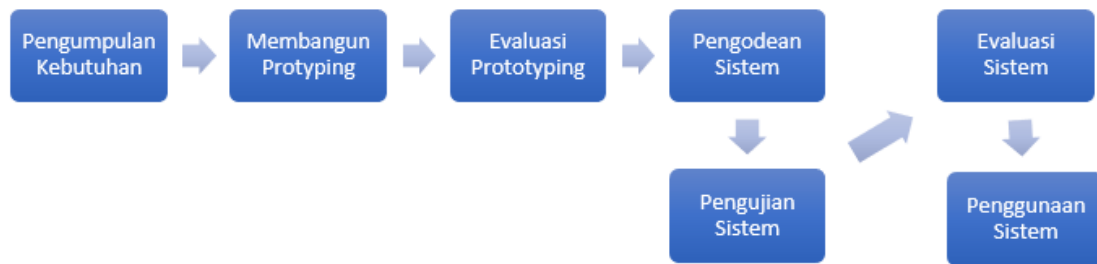 Pengumpulan
Kebutuhan
Membangun
Protyping
Evaluasi
Prototyping
Pengodean
Sistem
Pengujian
Sistem
Evaluasi
Sistem
Penggunaan
Sistem